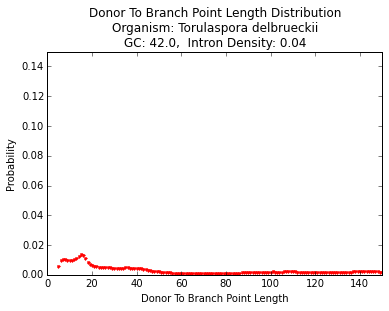 Donor To Branch Point Length Distribution
Organism: Torulaspora delbrueckii
GC: 42.0,  Intron Density: 0.04
0.14
0.12
0.10
0.08
0.06
0.04
0.02
0.00
Probability
0 20 40 60 80 100 120 140
Donor To Branch Point Length